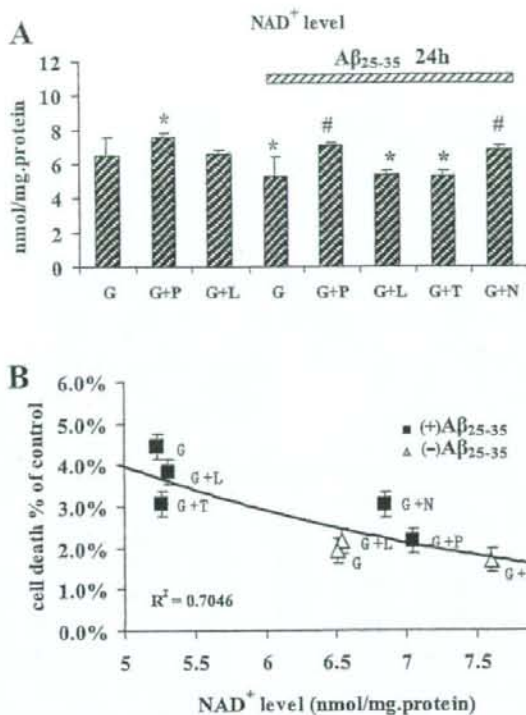 A
NAD+ level
Aβ25-35 24h
nmol/mg.protein
12
10
8
6
4
2
0
*
*
#
*
*
#
G G+P G+L G G+P G+L G+T G+N
B
cell death % of control
6.0%
5.0%
4.0%
3.0%
2.0%
1.0%
0.0%
(+)Aβ25-35
(−)Aβ25-35
G
G+L
G+T
G+N
G+L
G+P
G
G+
R2 = 0.7046
5 5.5 6 6.5 7 7.5
NAD+ level (nmol/mg.protein)